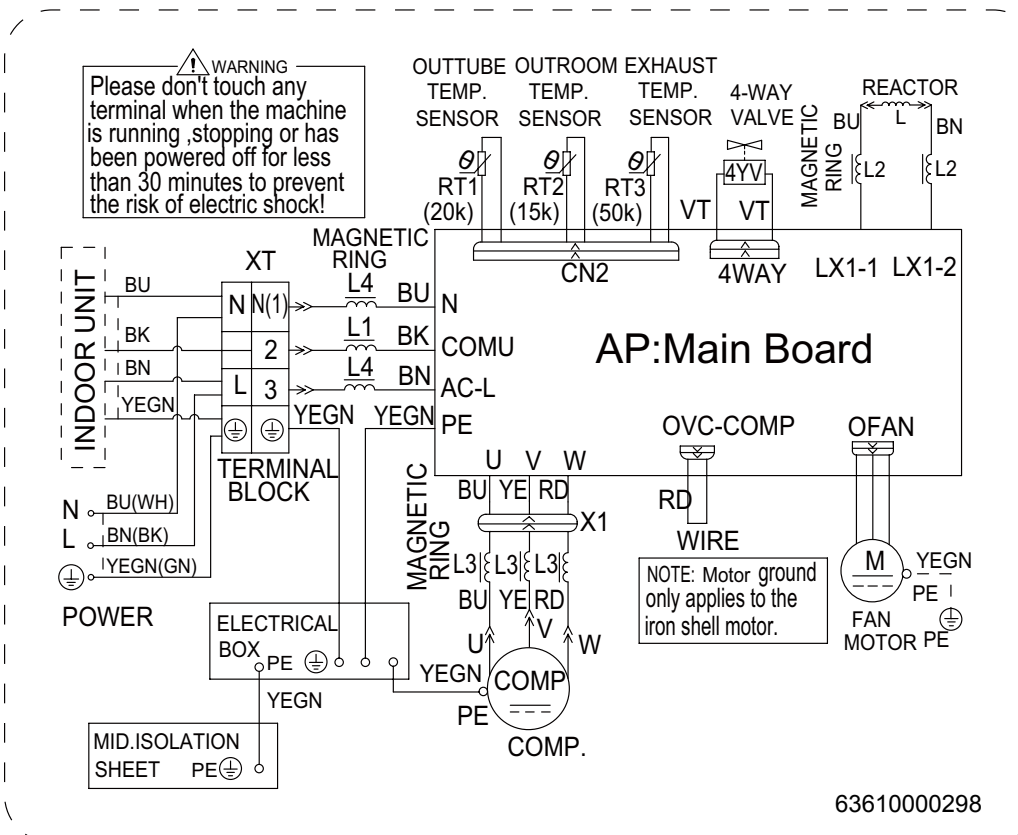 WARNING
Please don't touch any
terminal when the machine
is running ,stopping or has
been powered off for less
than 30 minutes to prevent
the risk of electric shock!
OUTTUBE OUTROOM EXHAUST
TEMP. TEMP. TEMP.
SENSOR SENSOR SENSOR
RT1 RT2 RT3
(20k) (15k) (50k)
4-WAY
VALVE
4YV
VT VT
MAGNETIC
RING
REACTOR
BU L BN
L2 L2
CN2 4WAY LX1-1 LX1-2
INDOOR UNIT
BU
BK
BN
YEGN
XT
N N(1)
2
L 3
TERMINAL
BLOCK
MAGNETIC
RING
L4 BU N
L1 BK COMU
L4 BN AC-L
YEGN YEGN PE
AP:Main Board
OVC-COMP OFAN
U V W
BU YE RD
X1
MAGNETIC
RING
L3 L3 L3
BU YE RD
U V W
RD
WIRE
NOTE: Motor ground
only applies to the
iron shell motor.
M
YEGN
PE
FAN
MOTOR PE
N BU(WH)
L BN(BK)
YEGN(GN)
POWER
ELECTRICAL
BOX PE
YEGN
MID.ISOLATION
SHEET PE
YEGN
PE
COMP
COMP.
63610000298